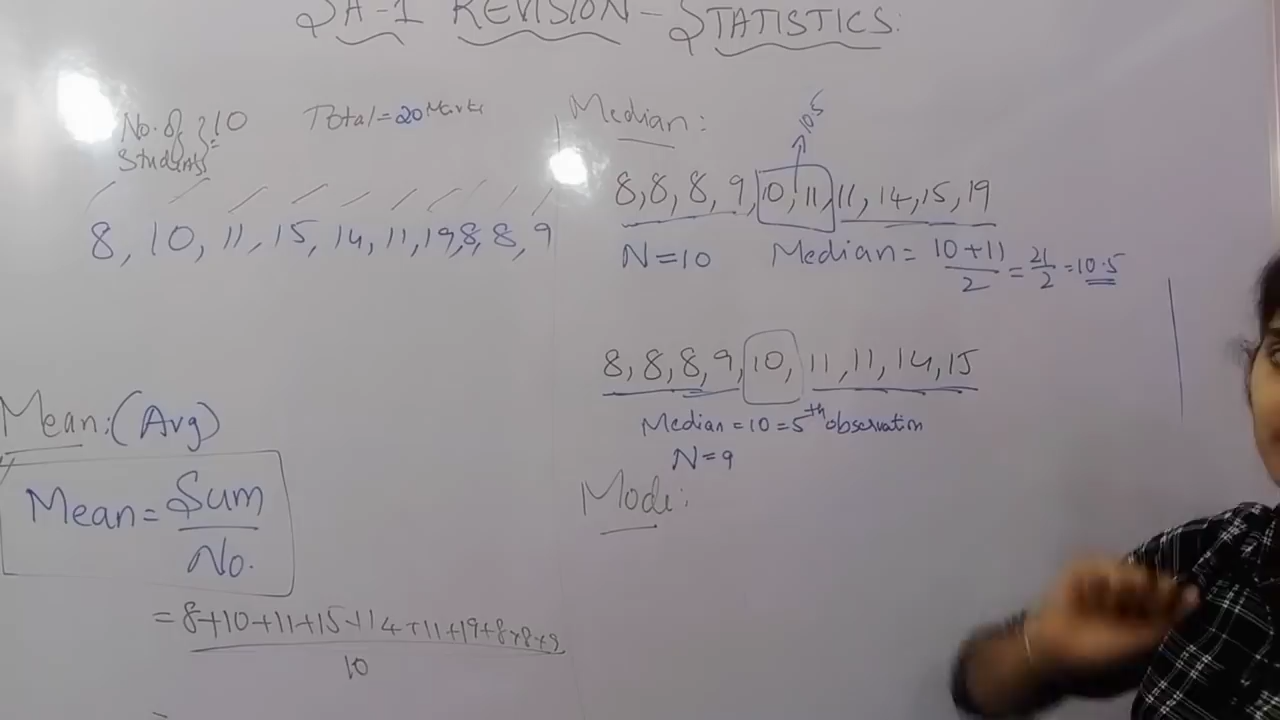 SA-1 REVISION - STATISTICS.
No. of } = 10
Students
Total = 20 Marks
8, 10, 11, 15, 14, 11, 19, 8, 8, 9
Mean: (Avg)
Mean = Sum / No.
= 8+10+11+15+14+11+19+8+8+9 / 10
Median:
10.5
8, 8, 8, 9, 10, 11, 11, 14, 15, 19
N = 10 Median = 10 + 11 / 2 = 21 / 2 = 10.5
8, 8, 8, 9, 10, 11, 11, 14, 15
Median = 10 = 5th observation
N = 9
Mode: